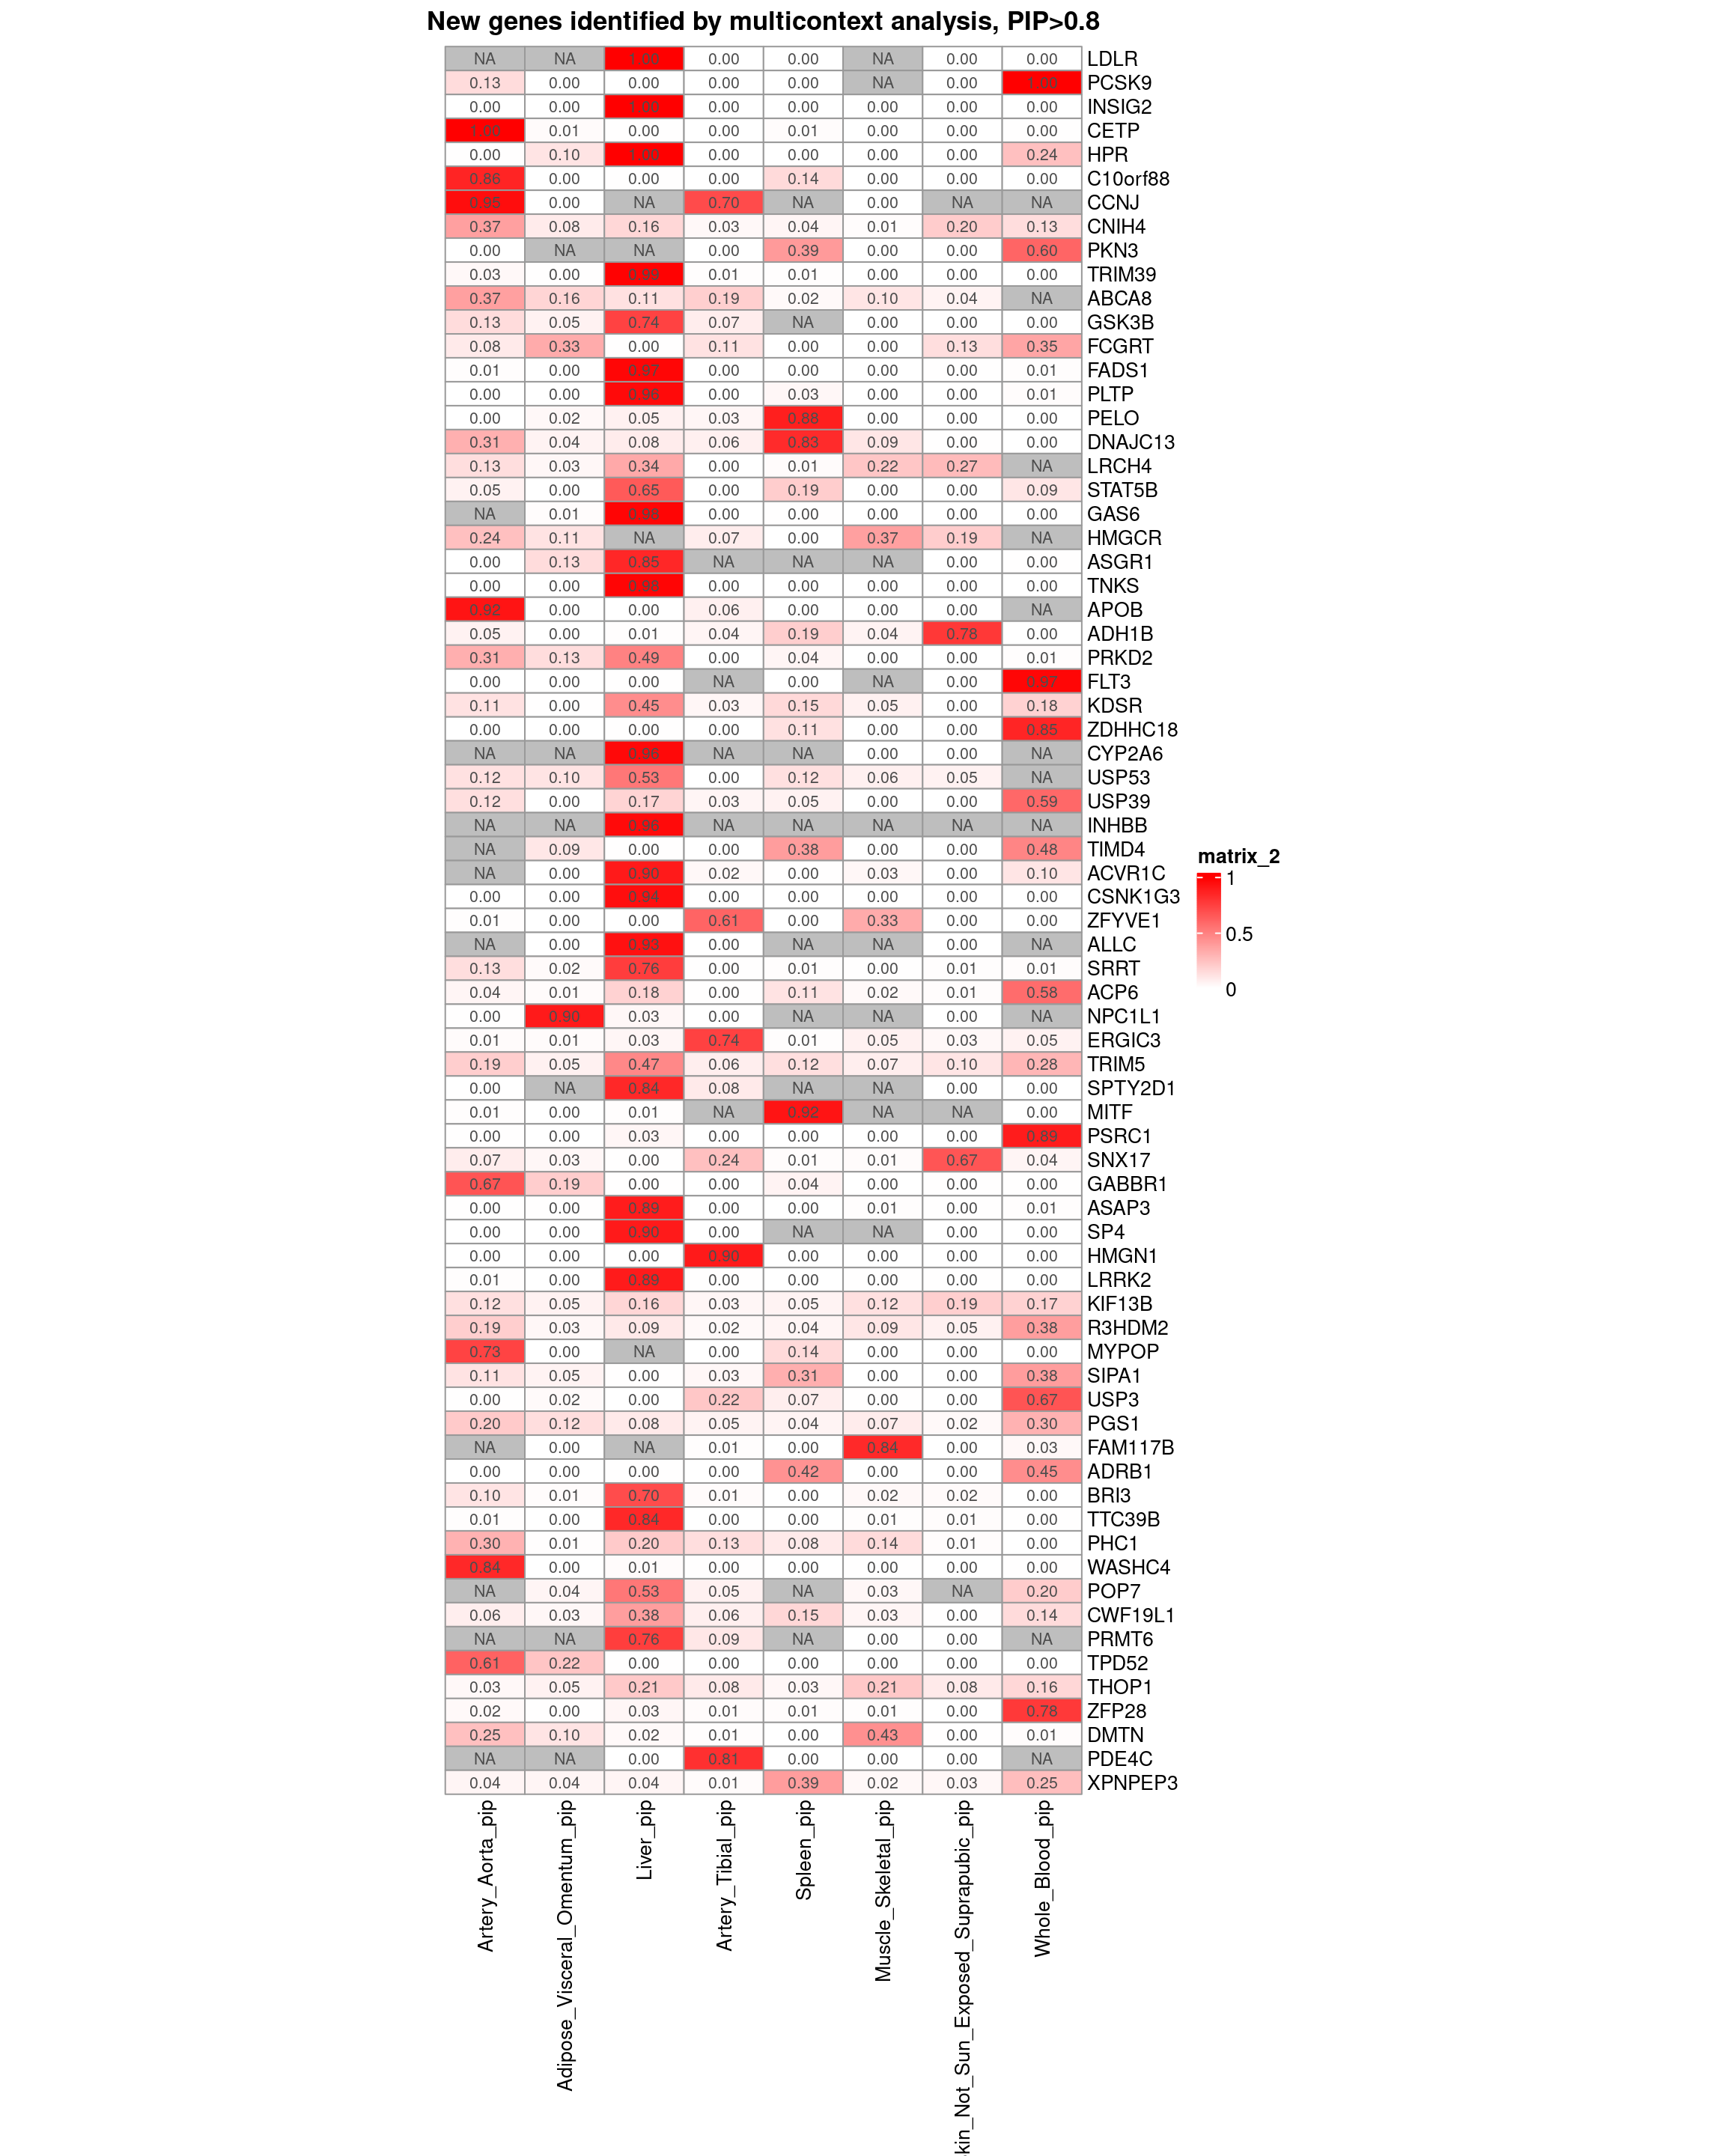 New genes identified by multicontext analysis, PIP>0.8
NA NA 1.00 0.00 0.00 NA 0.00 0.00 LDLR
0.13 0.00 0.00 0.00 0.00 NA 0.00 1.00 PCSK9
0.00 0.00 1.00 0.00 0.00 0.00 0.00 0.00 INSIG2
1.00 0.01 0.00 0.00 0.01 0.00 0.00 0.00 CETP
0.00 0.10 1.00 0.00 0.00 0.00 0.00 0.24 HPR
0.86 0.00 0.00 0.00 0.14 0.00 0.00 0.00 C10orf88
0.95 0.00 NA 0.70 NA 0.00 NA NA CCNJ
0.37 0.08 0.16 0.03 0.04 0.01 0.20 0.13 CNIH4
0.00 NA NA 0.00 0.39 0.00 0.00 0.60 PKN3
0.03 0.00 0.99 0.01 0.01 0.00 0.00 0.00 TRIM39
0.37 0.16 0.11 0.19 0.02 0.10 0.04 NA ABCA8
0.13 0.05 0.74 0.07 NA 0.00 0.00 0.00 GSK3B
0.08 0.33 0.00 0.11 0.00 0.00 0.13 0.35 FCGRT
0.01 0.00 0.97 0.00 0.00 0.00 0.00 0.01 FADS1
0.00 0.00 0.96 0.00 0.03 0.00 0.00 0.01 PLTP
0.00 0.02 0.05 0.03 0.88 0.00 0.00 0.00 PELO
0.31 0.04 0.08 0.06 0.83 0.09 0.00 0.00 DNAJC13
0.13 0.03 0.34 0.00 0.01 0.22 0.27 NA LRCH4
0.05 0.00 0.65 0.00 0.19 0.00 0.00 0.09 STAT5B
NA 0.01 0.98 0.00 0.00 0.00 0.00 0.00 GAS6
0.24 0.11 NA 0.07 0.00 0.37 0.19 NA HMGCR
0.00 0.13 0.85 NA NA NA 0.00 0.00 ASGR1
0.00 0.00 0.98 0.00 0.00 0.00 0.00 0.00 TNKS
0.92 0.00 0.00 0.06 0.00 0.00 0.00 NA APOB
0.05 0.00 0.01 0.04 0.19 0.04 0.78 0.00 ADH1B
0.31 0.13 0.49 0.00 0.04 0.00 0.00 0.01 PRKD2
0.00 0.00 0.00 NA 0.00 NA 0.00 0.97 FLT3
0.11 0.00 0.45 0.03 0.15 0.05 0.00 0.18 KDSR
0.00 0.00 0.00 0.00 0.11 0.00 0.00 0.85 ZDHHC18
NA NA 0.96 NA NA 0.00 0.00 NA CYP2A6
0.12 0.10 0.53 0.00 0.12 0.06 0.05 NA USP53
0.12 0.00 0.17 0.03 0.05 0.00 0.00 0.59 USP39
NA NA 0.96 NA NA NA NA NA INHBB
NA 0.09 0.00 0.00 0.38 0.00 0.00 0.48 TIMD4
NA 0.00 0.90 0.02 0.00 0.03 0.00 0.10 ACVR1C
0.00 0.00 0.94 0.00 0.00 0.00 0.00 0.00 CSNK1G3
0.01 0.00 0.00 0.61 0.00 0.33 0.00 0.00 ZFYVE1
NA 0.00 0.93 0.00 NA NA 0.00 NA ALLC
0.13 0.02 0.76 0.00 0.01 0.00 0.01 0.01 SRRT
0.04 0.01 0.18 0.00 0.11 0.02 0.01 0.58 ACP6
0.00 0.90 0.03 0.00 NA NA 0.00 NA NPC1L1
0.01 0.01 0.03 0.74 0.01 0.05 0.03 0.05 ERGIC3
0.19 0.05 0.47 0.06 0.12 0.07 0.10 0.28 TRIM5
0.00 NA 0.84 0.08 NA NA 0.00 0.00 SPTY2D1
0.01 0.00 0.01 NA 0.92 NA NA 0.00 MITF
0.00 0.00 0.03 0.00 0.00 0.00 0.00 0.89 PSRC1
0.07 0.03 0.00 0.24 0.01 0.01 0.67 0.04 SNX17
0.67 0.19 0.00 0.00 0.04 0.00 0.00 0.00 GABBR1
0.00 0.00 0.89 0.00 0.00 0.01 0.00 0.01 ASAP3
0.00 0.00 0.90 0.00 NA NA 0.00 0.00 SP4
0.00 0.00 0.00 0.90 0.00 0.00 0.00 0.00 HMGN1
0.01 0.00 0.89 0.00 0.00 0.00 0.00 0.00 LRRK2
0.12 0.05 0.16 0.03 0.05 0.12 0.19 0.17 KIF13B
0.19 0.03 0.09 0.02 0.04 0.09 0.05 0.38 R3HDM2
0.73 0.00 NA 0.00 0.14 0.00 0.00 0.00 MYPOP
0.11 0.05 0.00 0.03 0.31 0.00 0.00 0.38 SIPA1
0.00 0.02 0.00 0.22 0.07 0.00 0.00 0.67 USP3
0.20 0.12 0.08 0.05 0.04 0.07 0.02 0.30 PGS1
NA 0.00 NA 0.01 0.00 0.84 0.00 0.03 FAM117B
0.00 0.00 0.00 0.00 0.42 0.00 0.00 0.45 ADRB1
0.10 0.01 0.70 0.01 0.00 0.02 0.02 0.00 BRI3
0.01 0.00 0.84 0.00 0.00 0.01 0.01 0.00 TTC39B
0.30 0.01 0.20 0.13 0.08 0.14 0.01 0.00 PHC1
0.84 0.00 0.01 0.00 0.00 0.00 0.00 0.00 WASHC4
NA 0.04 0.53 0.05 NA 0.03 NA 0.20 POP7
0.06 0.03 0.38 0.06 0.15 0.03 0.00 0.14 CWF19L1
NA NA 0.76 0.09 NA 0.00 0.00 NA PRMT6
0.61 0.22 0.00 0.00 0.00 0.00 0.00 0.00 TPD52
0.03 0.05 0.21 0.08 0.03 0.21 0.08 0.16 THOP1
0.02 0.00 0.03 0.01 0.01 0.01 0.00 0.78 ZFP28
0.25 0.10 0.02 0.01 0.00 0.43 0.00 0.01 DMTN
NA NA 0.00 0.81 0.00 0.00 0.00 NA PDE4C
0.04 0.04 0.04 0.01 0.39 0.02 0.03 0.25 XPNPEP3
Artery_Aorta_pip
Adipose_Visceral_Omentum_pip
Liver_pip
Artery_Tibial_pip
Spleen_pip
Muscle_Skeletal_pip
kin_Not_Sun_Exposed_Suprapubic_pip
Whole_Blood_pip
matrix_2
1
0.5
0